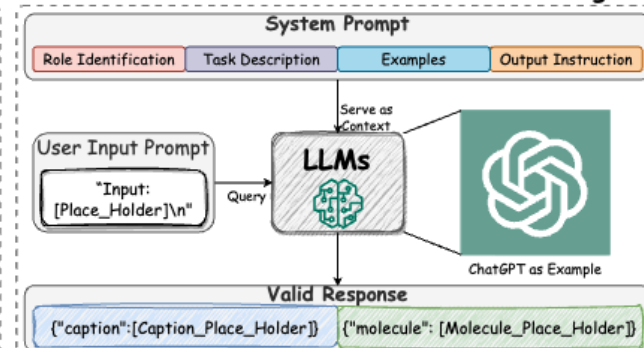 System Prompt
Role Identification
Task Description
Examples
Output Instruction
Serve as
Context
User Input Prompt
"Input:
[Place_Holder]\n"
Query
LLMs
ChatGPT as Example
Valid Response
{"caption":[Caption_Place_Holder]}
{"molecule": [Molecule_Place_Holder]}